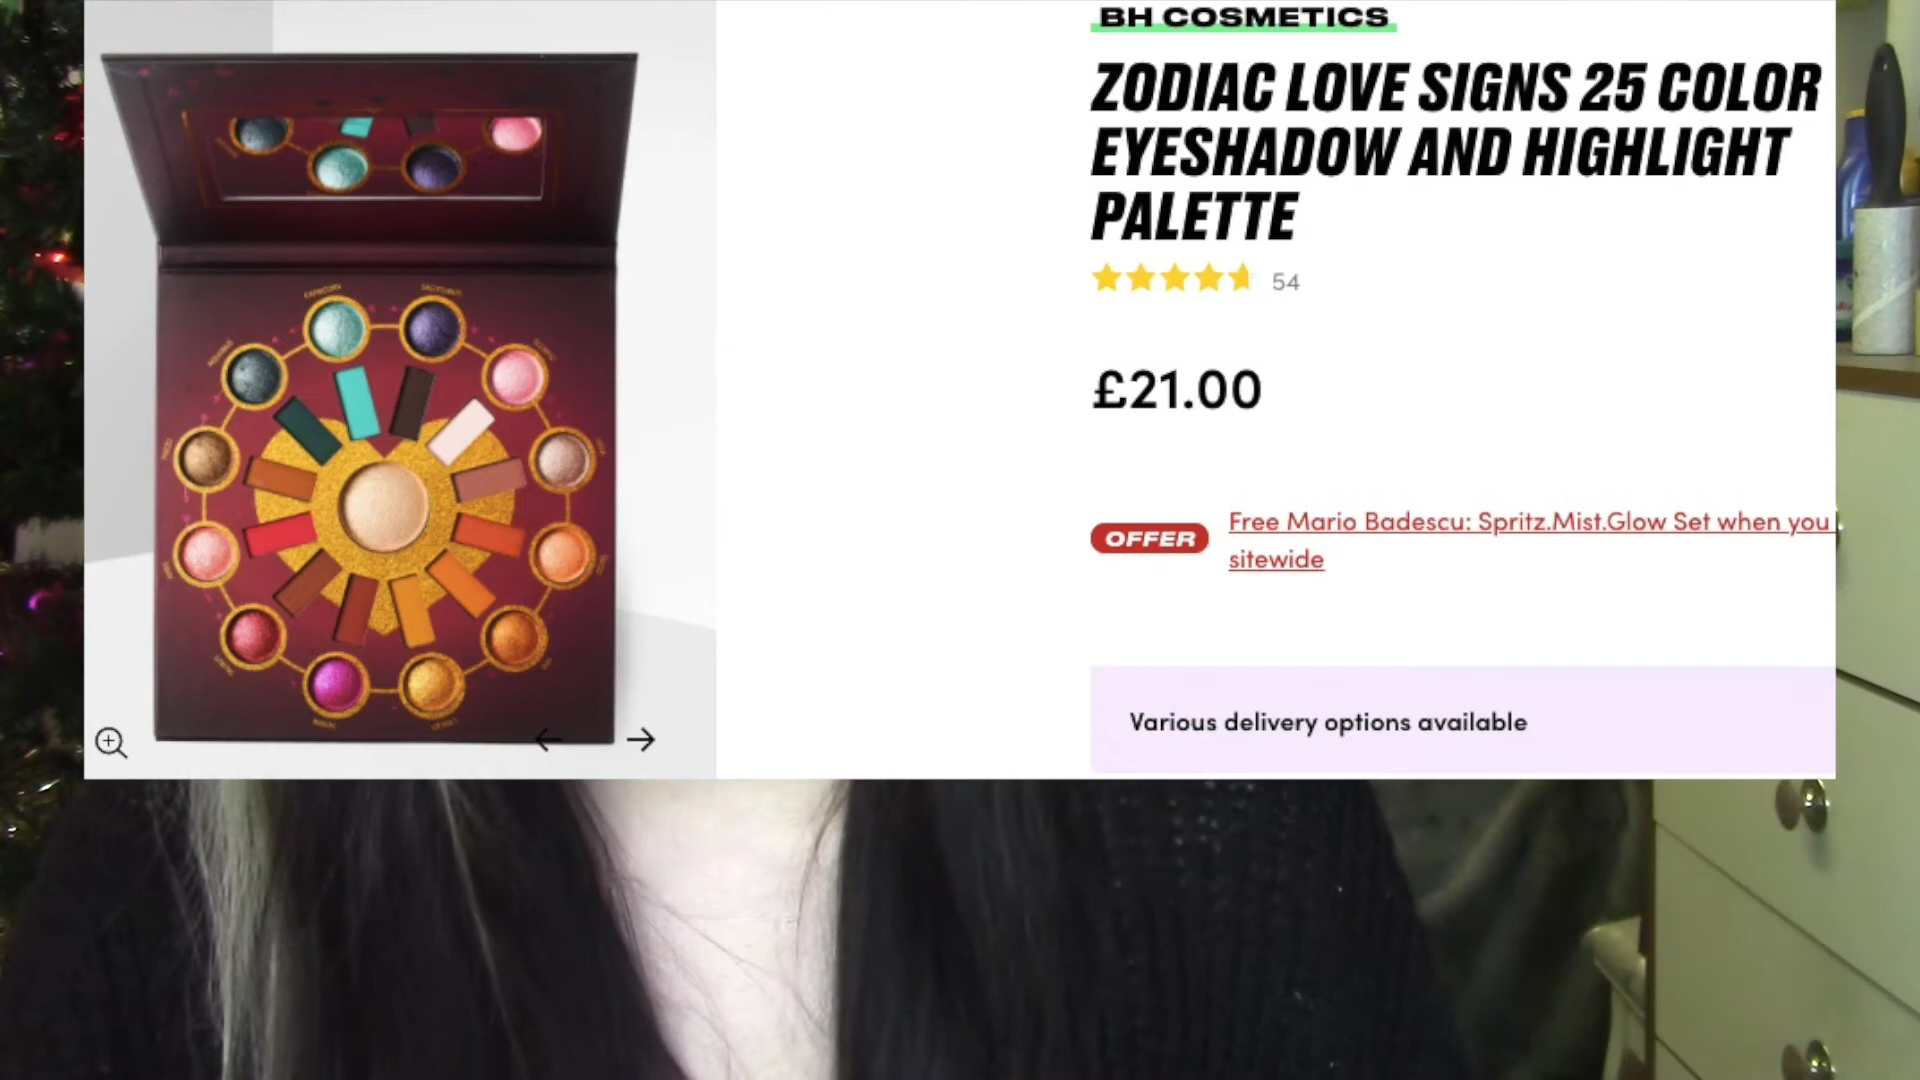 BH COSMETICS
ZODIAC LOVE SIGNS 25 COLOR
EYESHADOW AND HIGHLIGHT
PALETTE
54
£21.00
OFFER
Free Mario Badescu: Spritz.Mist.Glow Set when you
sitewide
Various delivery options available